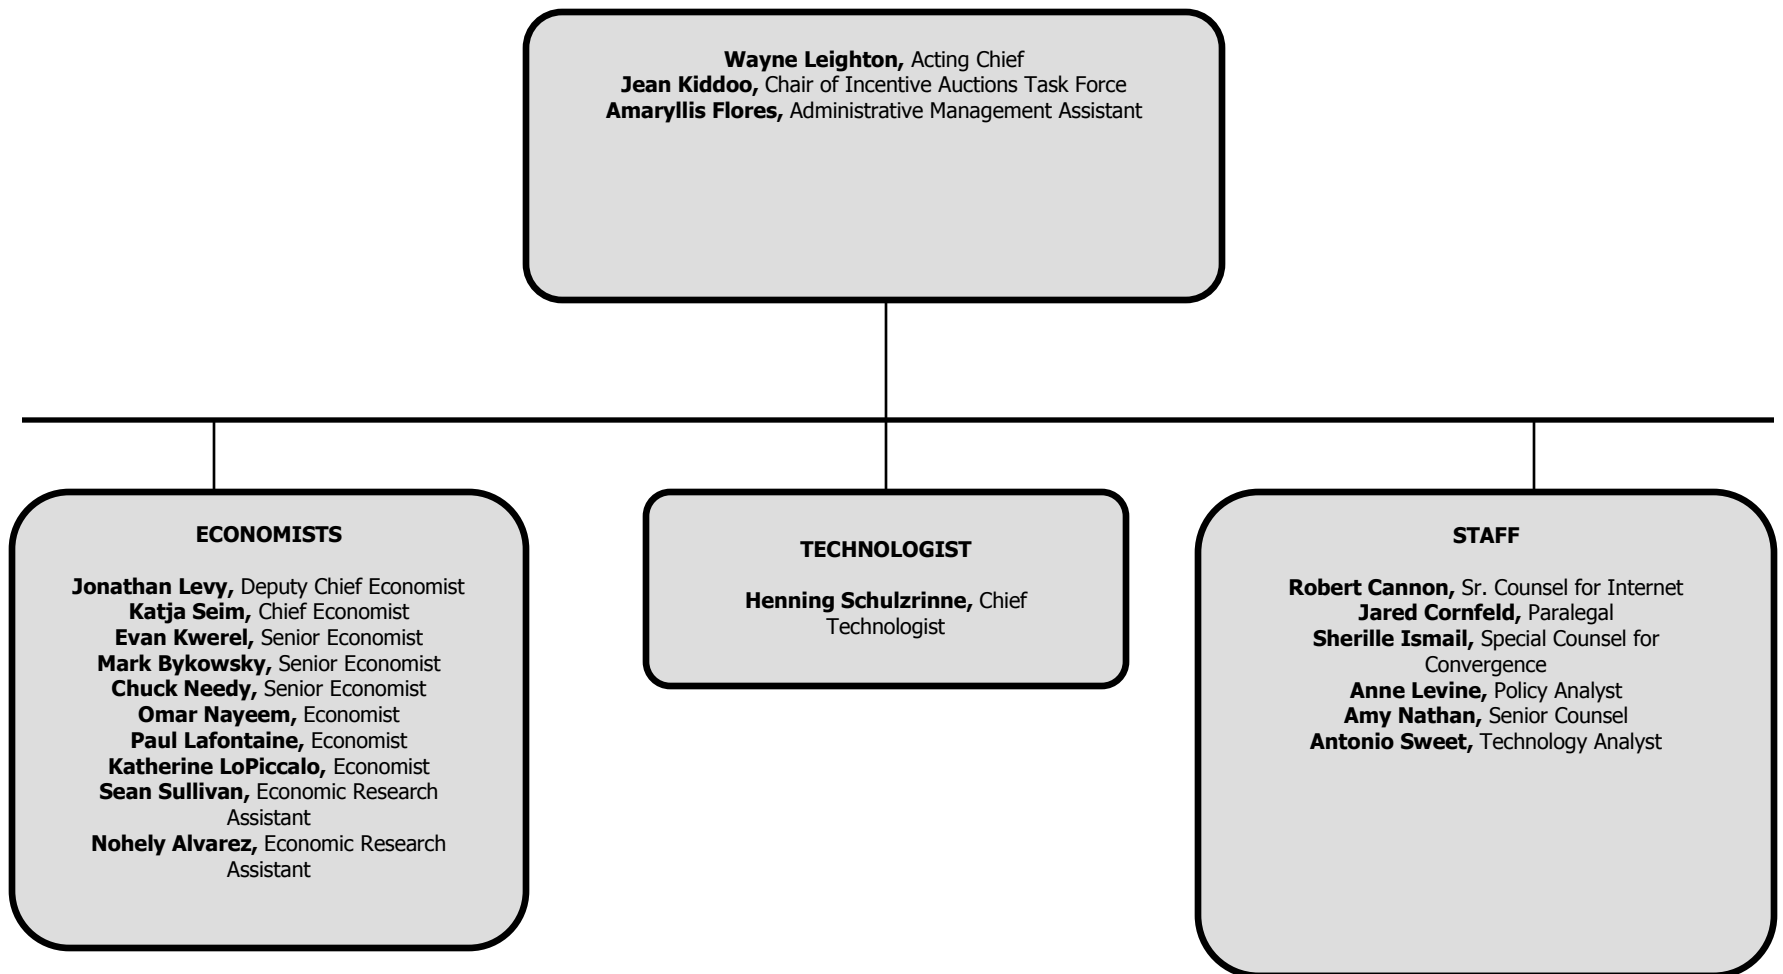 Wayne Leighton, Acting Chief
Jean Kiddoo, Chair of Incentive Auctions Task Force
Amaryllis Flores, Administrative Management Assistant
ECONOMISTS
Jonathan Levy, Deputy Chief Economist
Katja Seim, Chief Economist
Evan Kwerel, Senior Economist
Mark Bykowsky, Senior Economist
Chuck Needy, Senior Economist
Omar Nayeem, Economist
Paul Lafontaine, Economist
Katherine LoPiccalo, Economist
Sean Sullivan, Economic Research
Assistant
Nohely Alvarez, Economic Research
Assistant
TECHNOLOGIST
Henning Schulzrinne, Chief
Technologist
STAFF
Robert Cannon, Sr. Counsel for Internet
Jared Cornfeld, Paralegal
Sherille Ismail, Special Counsel for
Convergence
Anne Levine, Policy Analyst
Amy Nathan, Senior Counsel
Antonio Sweet, Technology Analyst